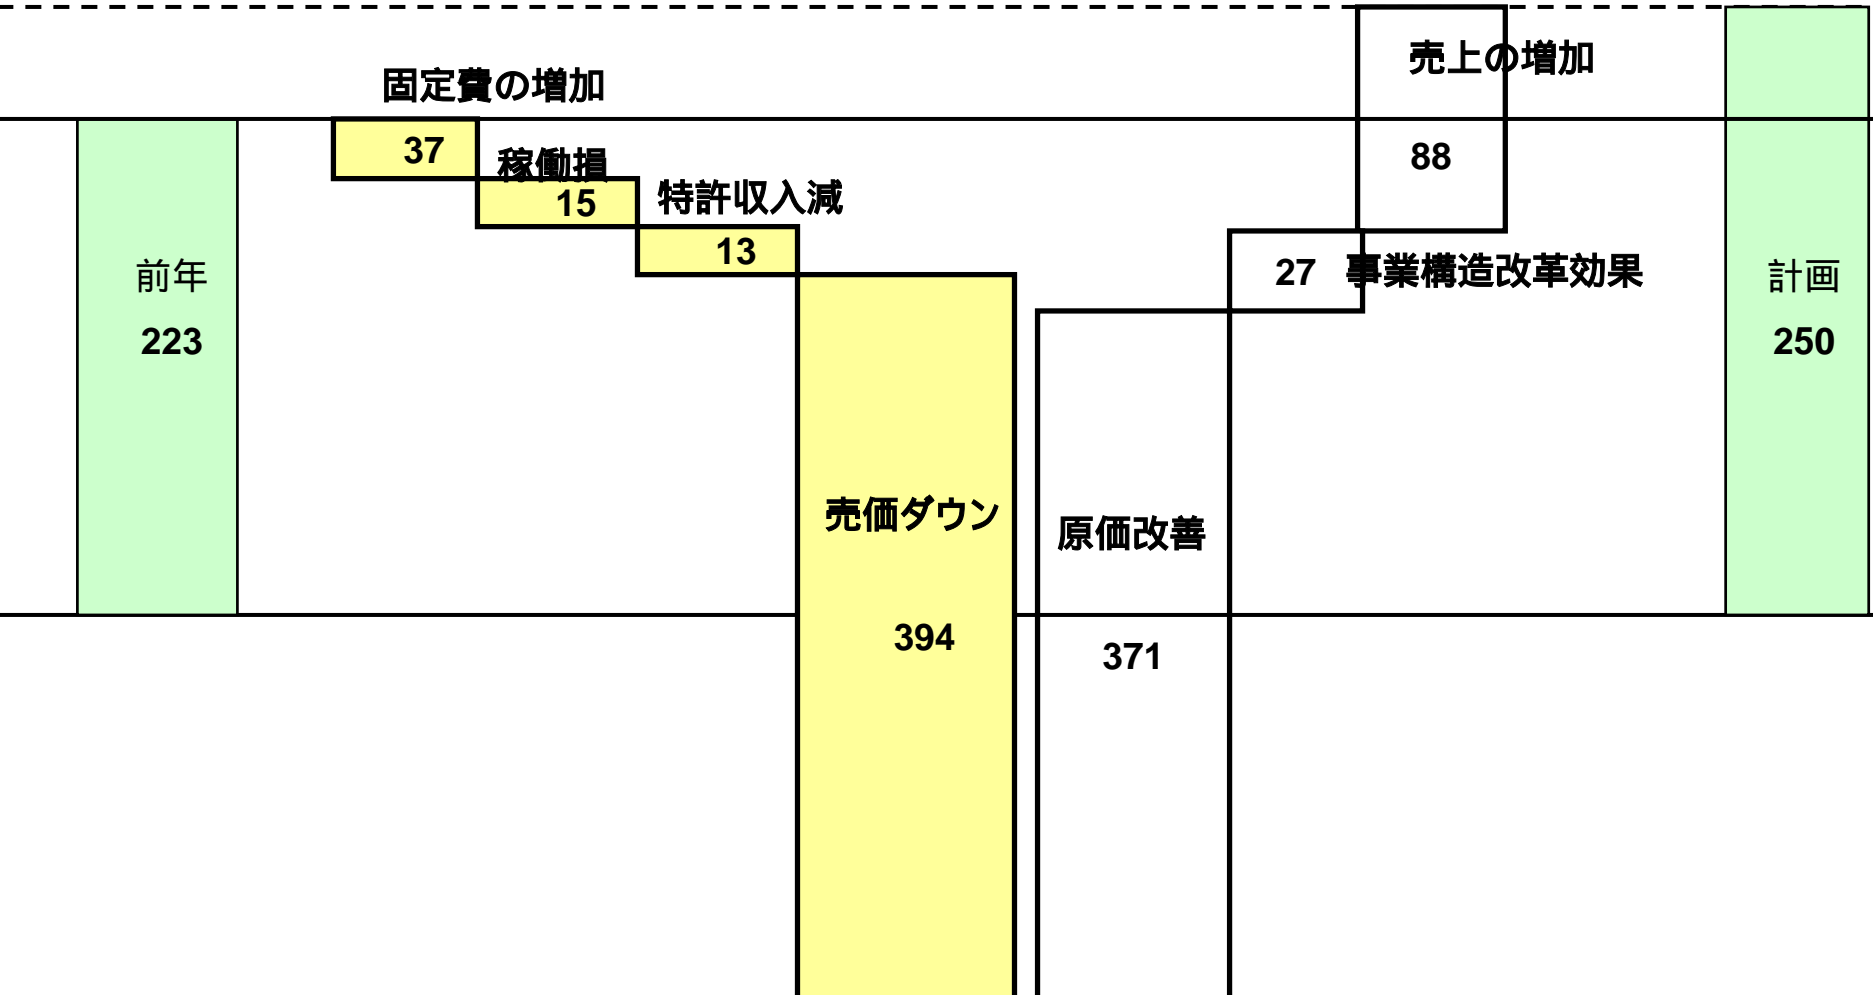 売上の増加
固定費の増加
37
稼働損
88
15
特許収入減
13
前年
27
事業構造改革効果
計画
223
250
売価ダウン
原価改善
394
371